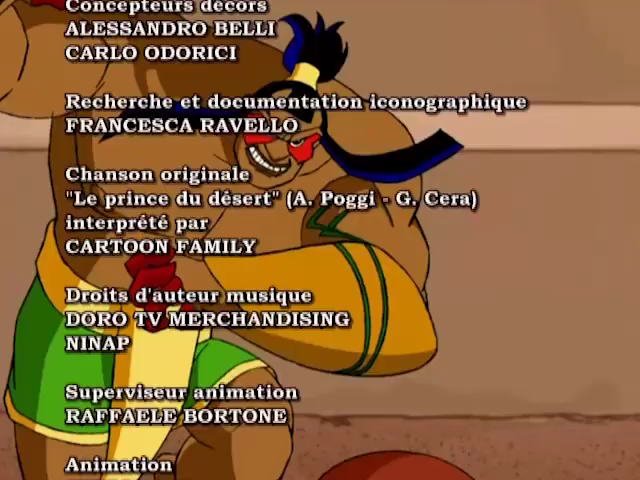 Concepteurs décors
ALESSANDRO BELLI
CARLO ODORICI
Recherche et documentation iconographique
FRANCESCA RAVELLO
Chanson originale
"Le prince du désert" (A. Poggi - G. Cera)
interprété par
CARTOON FAMILY
Droits d'auteur musique
DORO TV MERCHANDISING
NINAP
Superviseur animation
RAFFAELE BORTONE
Animation